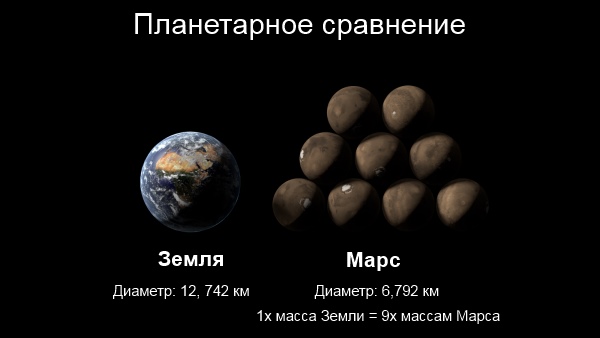 Планетарное сравнение
Земля
Диаметр: 12, 742 км
Марс
Диаметр: 6,792 км
1x масса Земли = 9x массам Марса